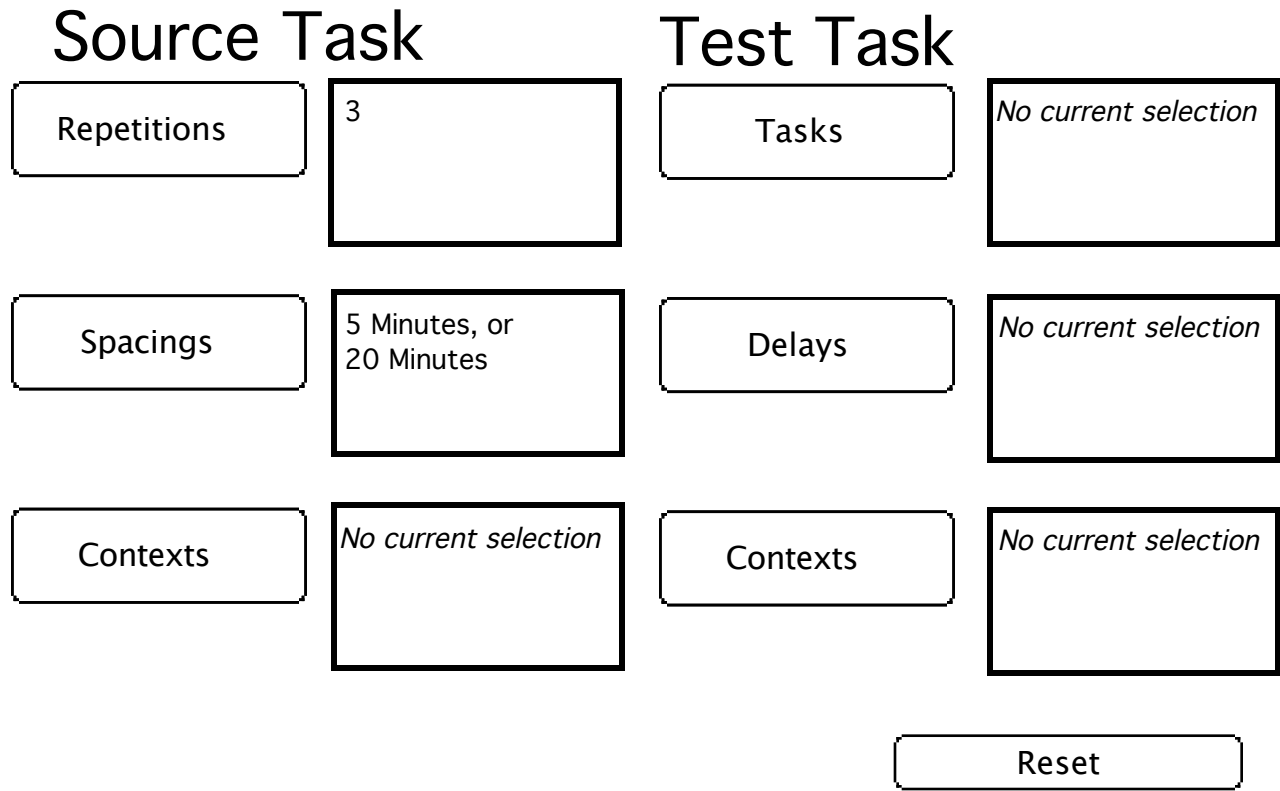 Source Task
Test Task
Repetitions
3
Tasks
No current selection
Spacings
5 Minutes, or
20 Minutes
Delays
No current selection
Contexts
No current selection
Contexts
No current selection
Reset